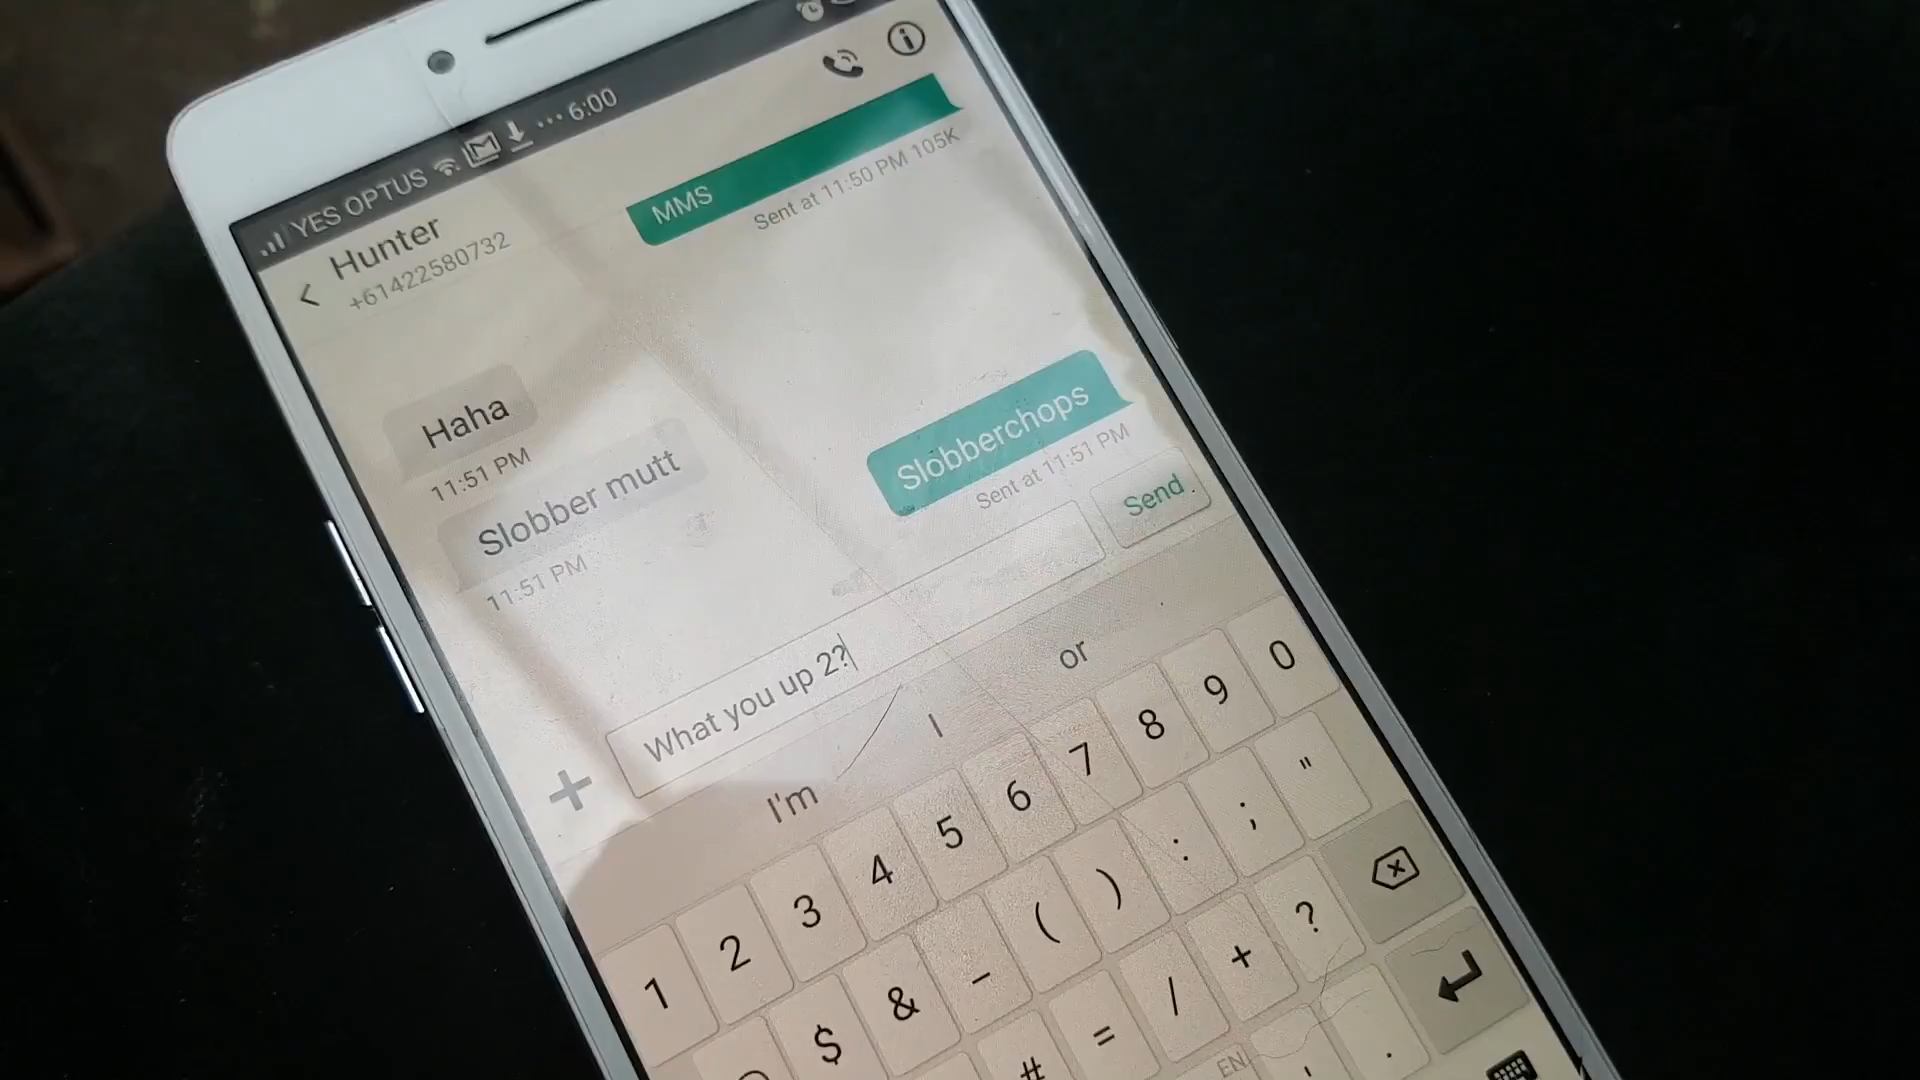 YES OPTUS ... 6:00
Hunter
+61422580732
MMS
Sent at 11:50 PM 105K
Haha
11:51 PM
Slobber mutt
11:51 PM
Slobberchops
Sent at 11:51 PM
What you up 2?
Send
I'm I or
1 2 3 4 5 6 7 8 9 0
$ & _ ( ) : ; "
# = / + ?
EN ' .